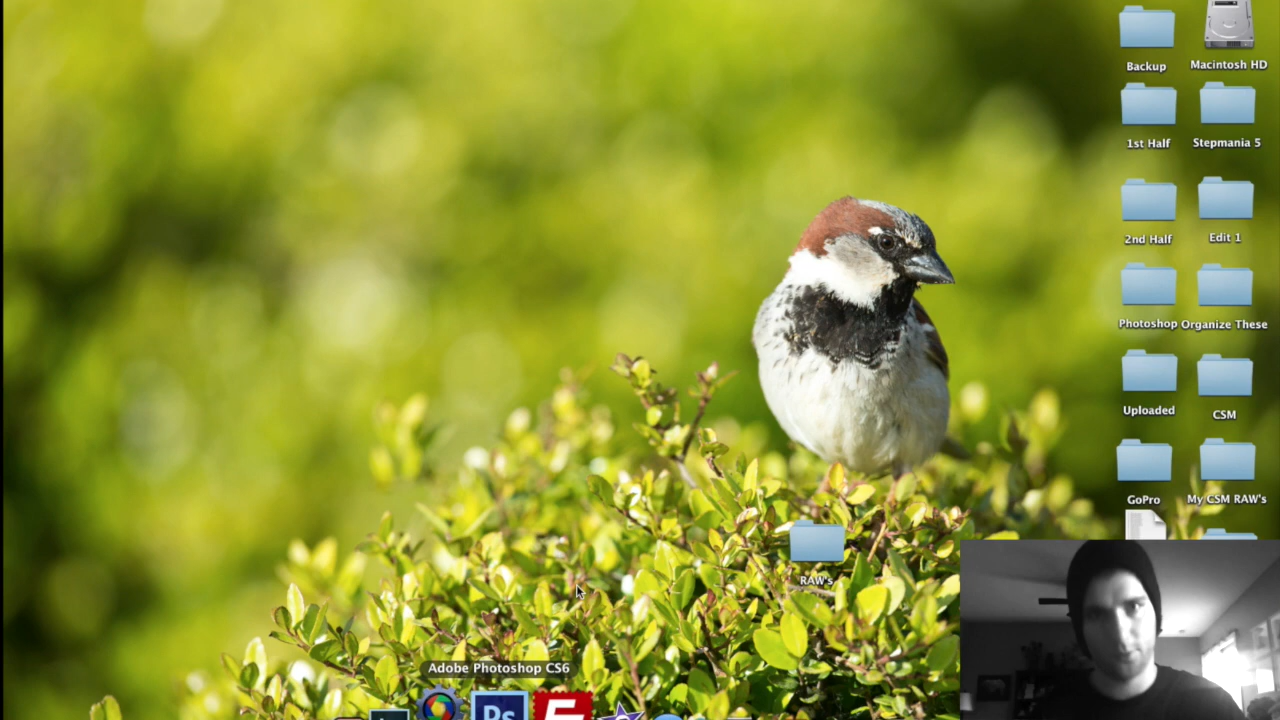 Backup
Macintosh HD
1st Half
Stepmania 5
2nd Half
Edit 1
Photoshop
Organize These
Uploaded
CSM
GoPro
My CSM RAW's
RAW's
Adobe Photoshop CS6
Ps